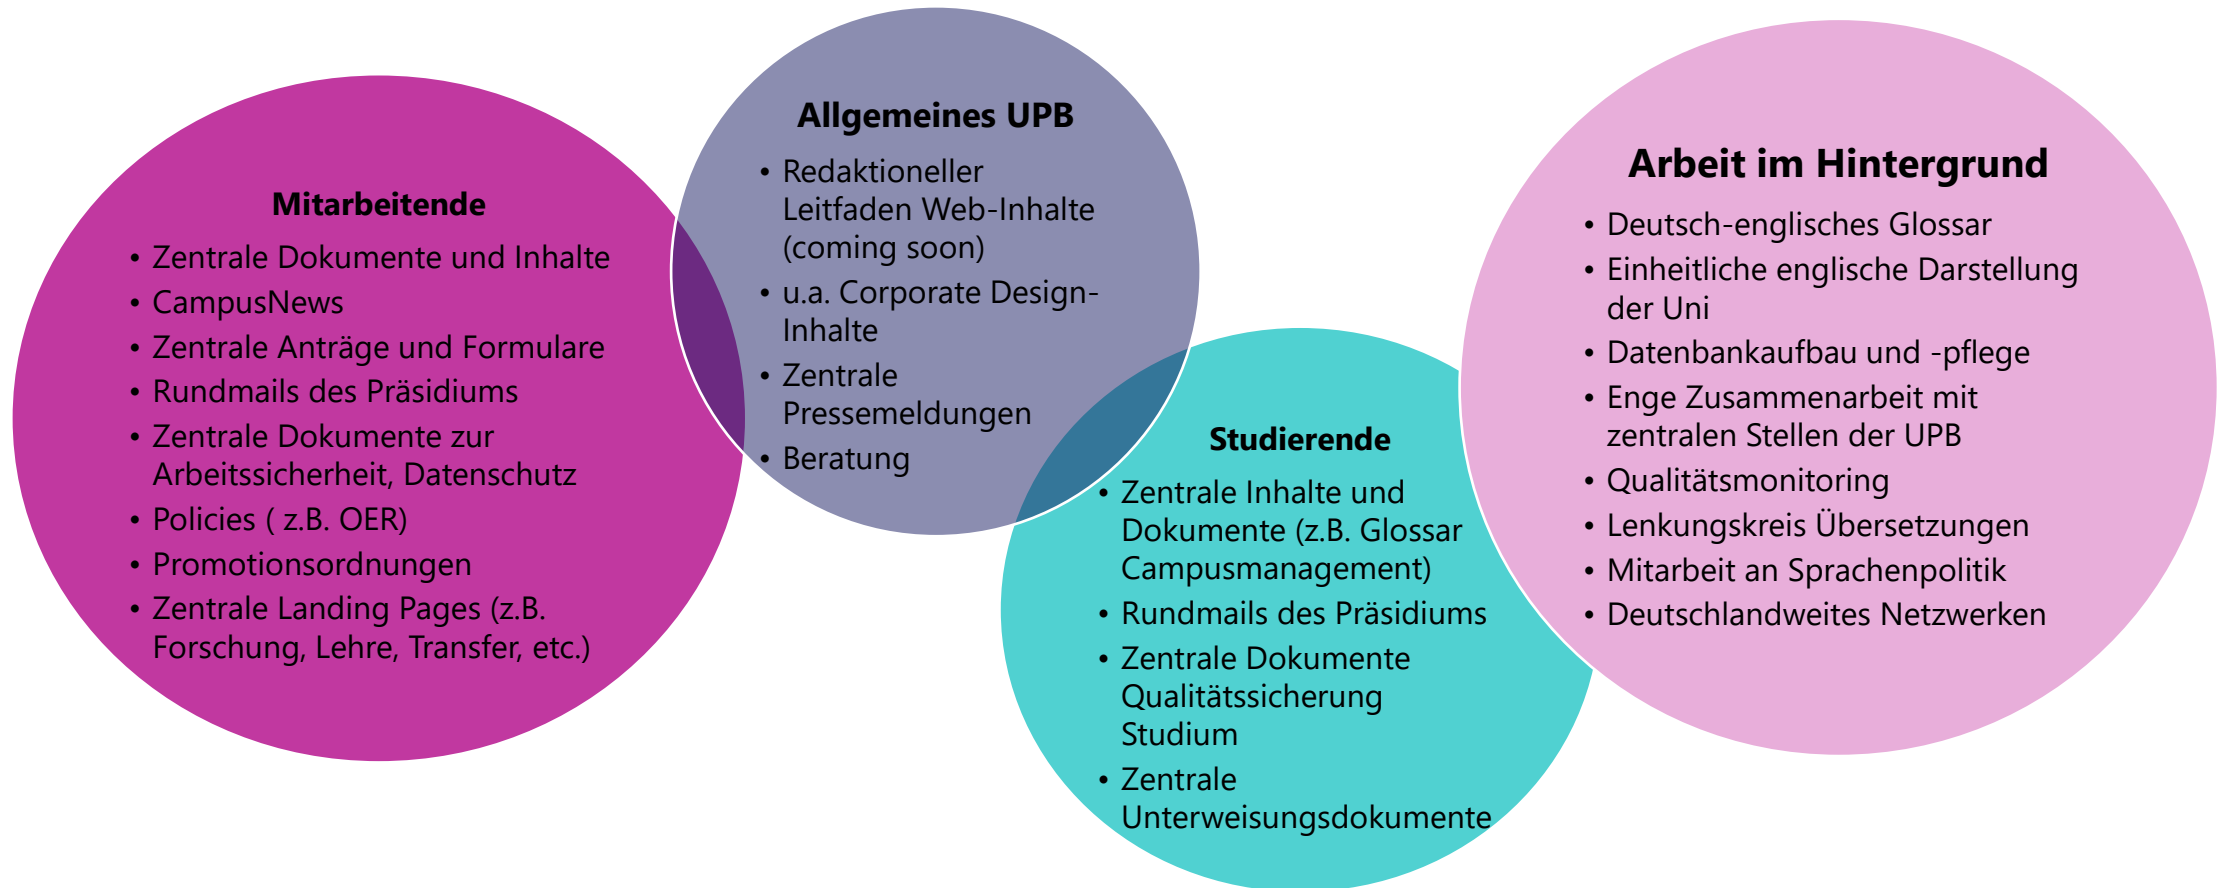 Mitarbeitende
• Zentrale Dokumente und Inhalte
• CampusNews
• Zentrale Anträge und Formulare
• Rundmails des Präsidiums
• Zentrale Dokumente zur
Arbeitssicherheit, Datenschutz
• Policies ( z.B. OER)
• Promotionsordnungen
• Zentrale Landing Pages (z.B.
Forschung, Lehre, Transfer, etc.)
Allgemeines UPB
• Redaktioneller
Leitfaden Web-Inhalte
(coming soon)
• u.a. Corporate Design-
Inhalte
• Zentrale
Pressemeldungen
• Beratung
Studierende
• Zentrale Inhalte und
Dokumente (z.B. Glossar
Campusmanagement)
• Rundmails des Präsidiums
• Zentrale Dokumente
Qualitätssicherung
Studium
• Zentrale
Unterweisungsdokumente
Arbeit im Hintergrund
• Deutsch-englisches Glossar
• Einheitliche englische Darstellung
der Uni
• Datenbankaufbau und -pflege
• Enge Zusammenarbeit mit
zentralen Stellen der UPB
• Qualitätsmonitoring
• Lenkungskreis Übersetzungen
• Mitarbeit an Sprachenpolitik
• Deutschlandweites Netzwerken